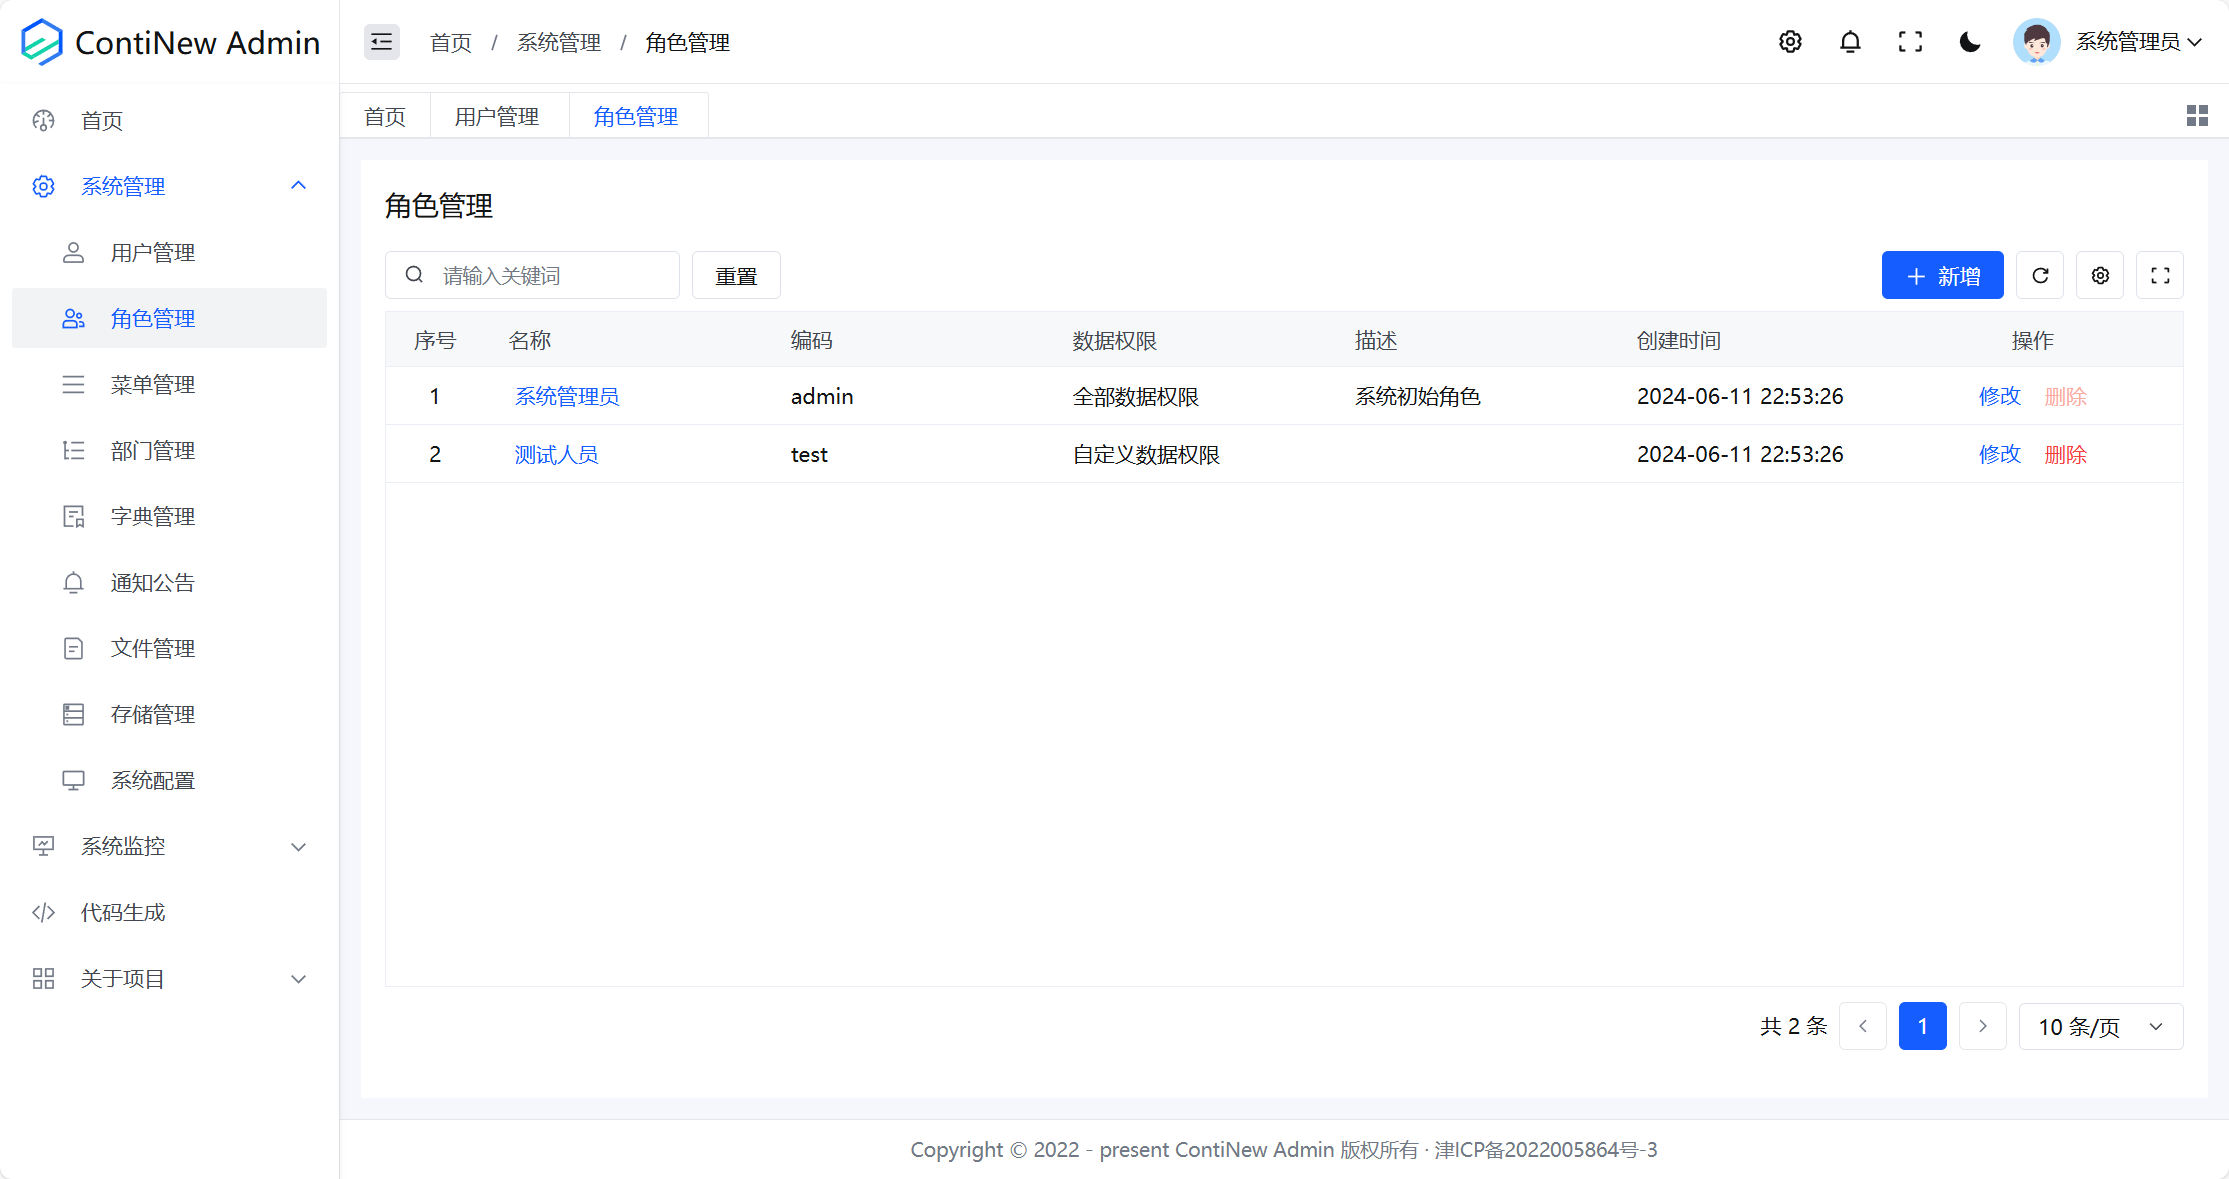 ContiNew Admin
首页 / 系统管理 / 角色管理
系统管理员
首页
系统管理
用户管理
角色管理
菜单管理
部门管理
字典管理
通知公告
文件管理
存储管理
系统配置
系统监控
代码生成
关于项目
首页 用户管理 角色管理
角色管理
请输入关键词 重置 新增
序号 名称 编码 数据权限 描述 创建时间 操作
1 系统管理员 admin 全部数据权限 系统初始角色 2024-06-11 22:53:26 修改 删除
2 测试人员 test 自定义数据权限 2024-06-11 22:53:26 修改 删除
共 2 条 1 10 条/页
Copyright © 2022 - present ContiNew Admin 版权所有 · 津ICP备2022005864号-3